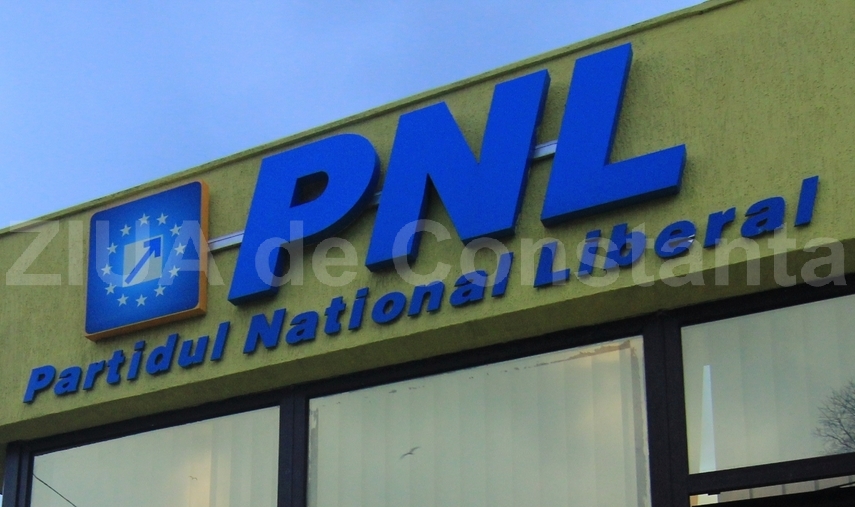 PNL
ZIUA de Constanta
Partidul National Liberal